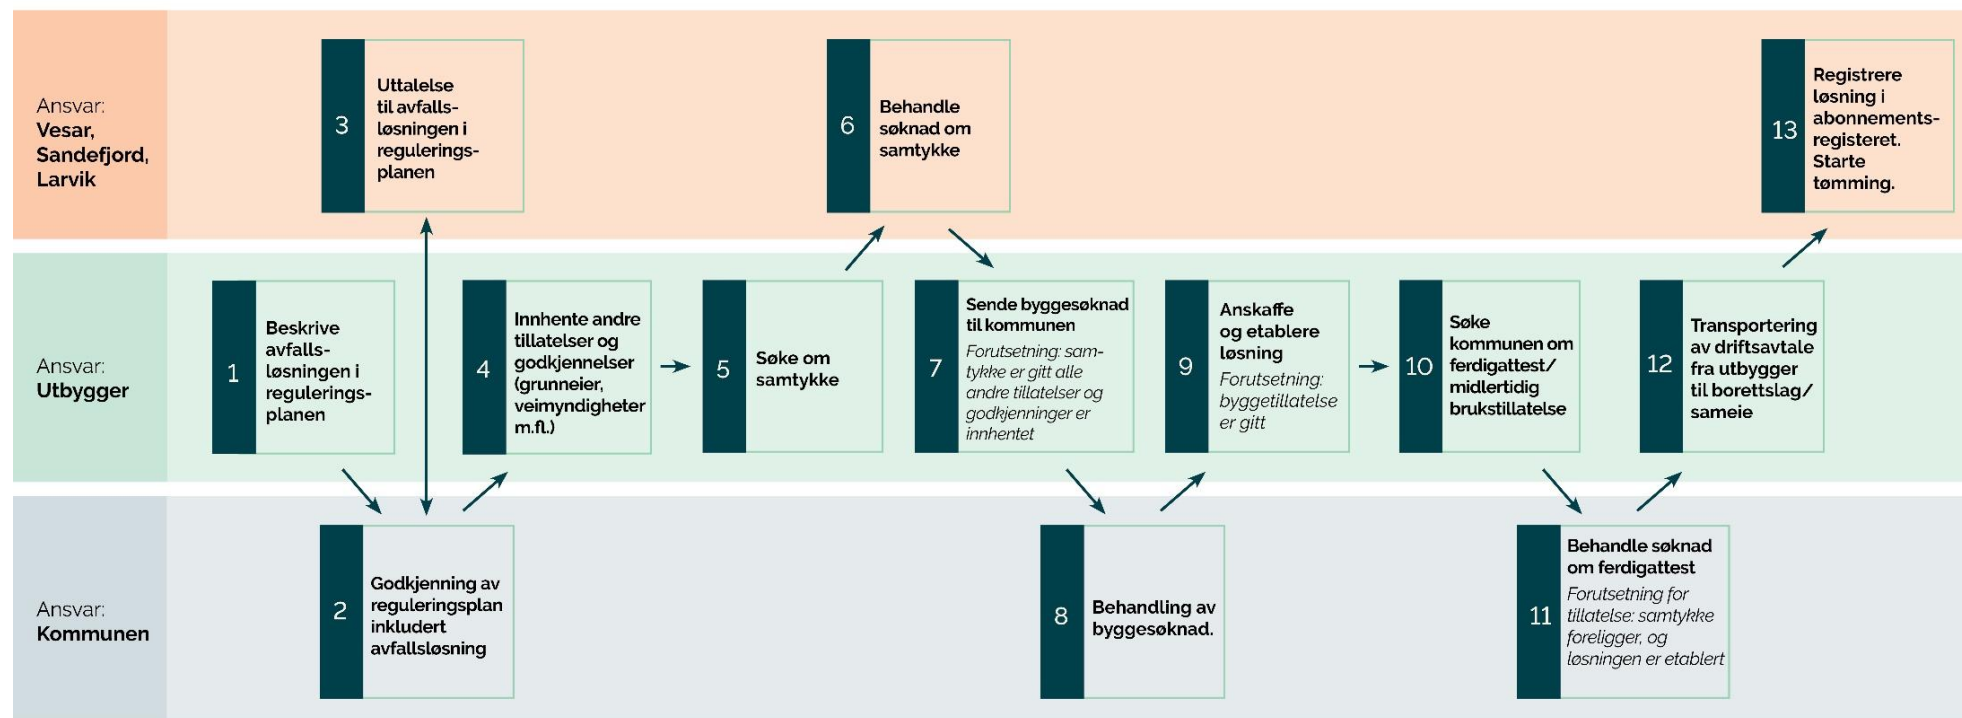 Ansvar:
Vesar,
Sandefjord,
Larvik
3
Uttalelse
til avfalls-
løsningen i
regulerings-
planen
6
Behandle
søknad om
samtykke
13
Registrere
løsning i
abonnements-
registeret.
Starte
tømming.
Ansvar:
Utbygger
1
Beskrive
avfalls-
løsningen i
regulerings-
planen
4
Innhente andre
tillatelser og
godkjennelser
(grunneier,
veimyndigheter
m.fl.)
5
Søke om
samtykke
7
Sende byggesøknad
til kommunen
Forutsetning: sam-
tykke er gitt alle
andre tillatelser og
godkjenninger er
innhentet
9
Anskaffe
og etablere
løsning
Forutsetning:
byggetillatelse
er gitt
10
Søke
kommunen om
ferdigattest/
midlertidig
brukstillatelse
12
Transportering
av driftsavtale
fra utbygger
til borettslag/
sameie
Ansvar:
Kommunen
2
Godkjenning av
reguleringsplan
inkludert
avfallsløsning
8
Behandling av
byggesøknad.
11
Behandle søknad
om ferdigattest
Forutsetning for
tillatelse: samtykke
foreligger, og
løsningen er etablert